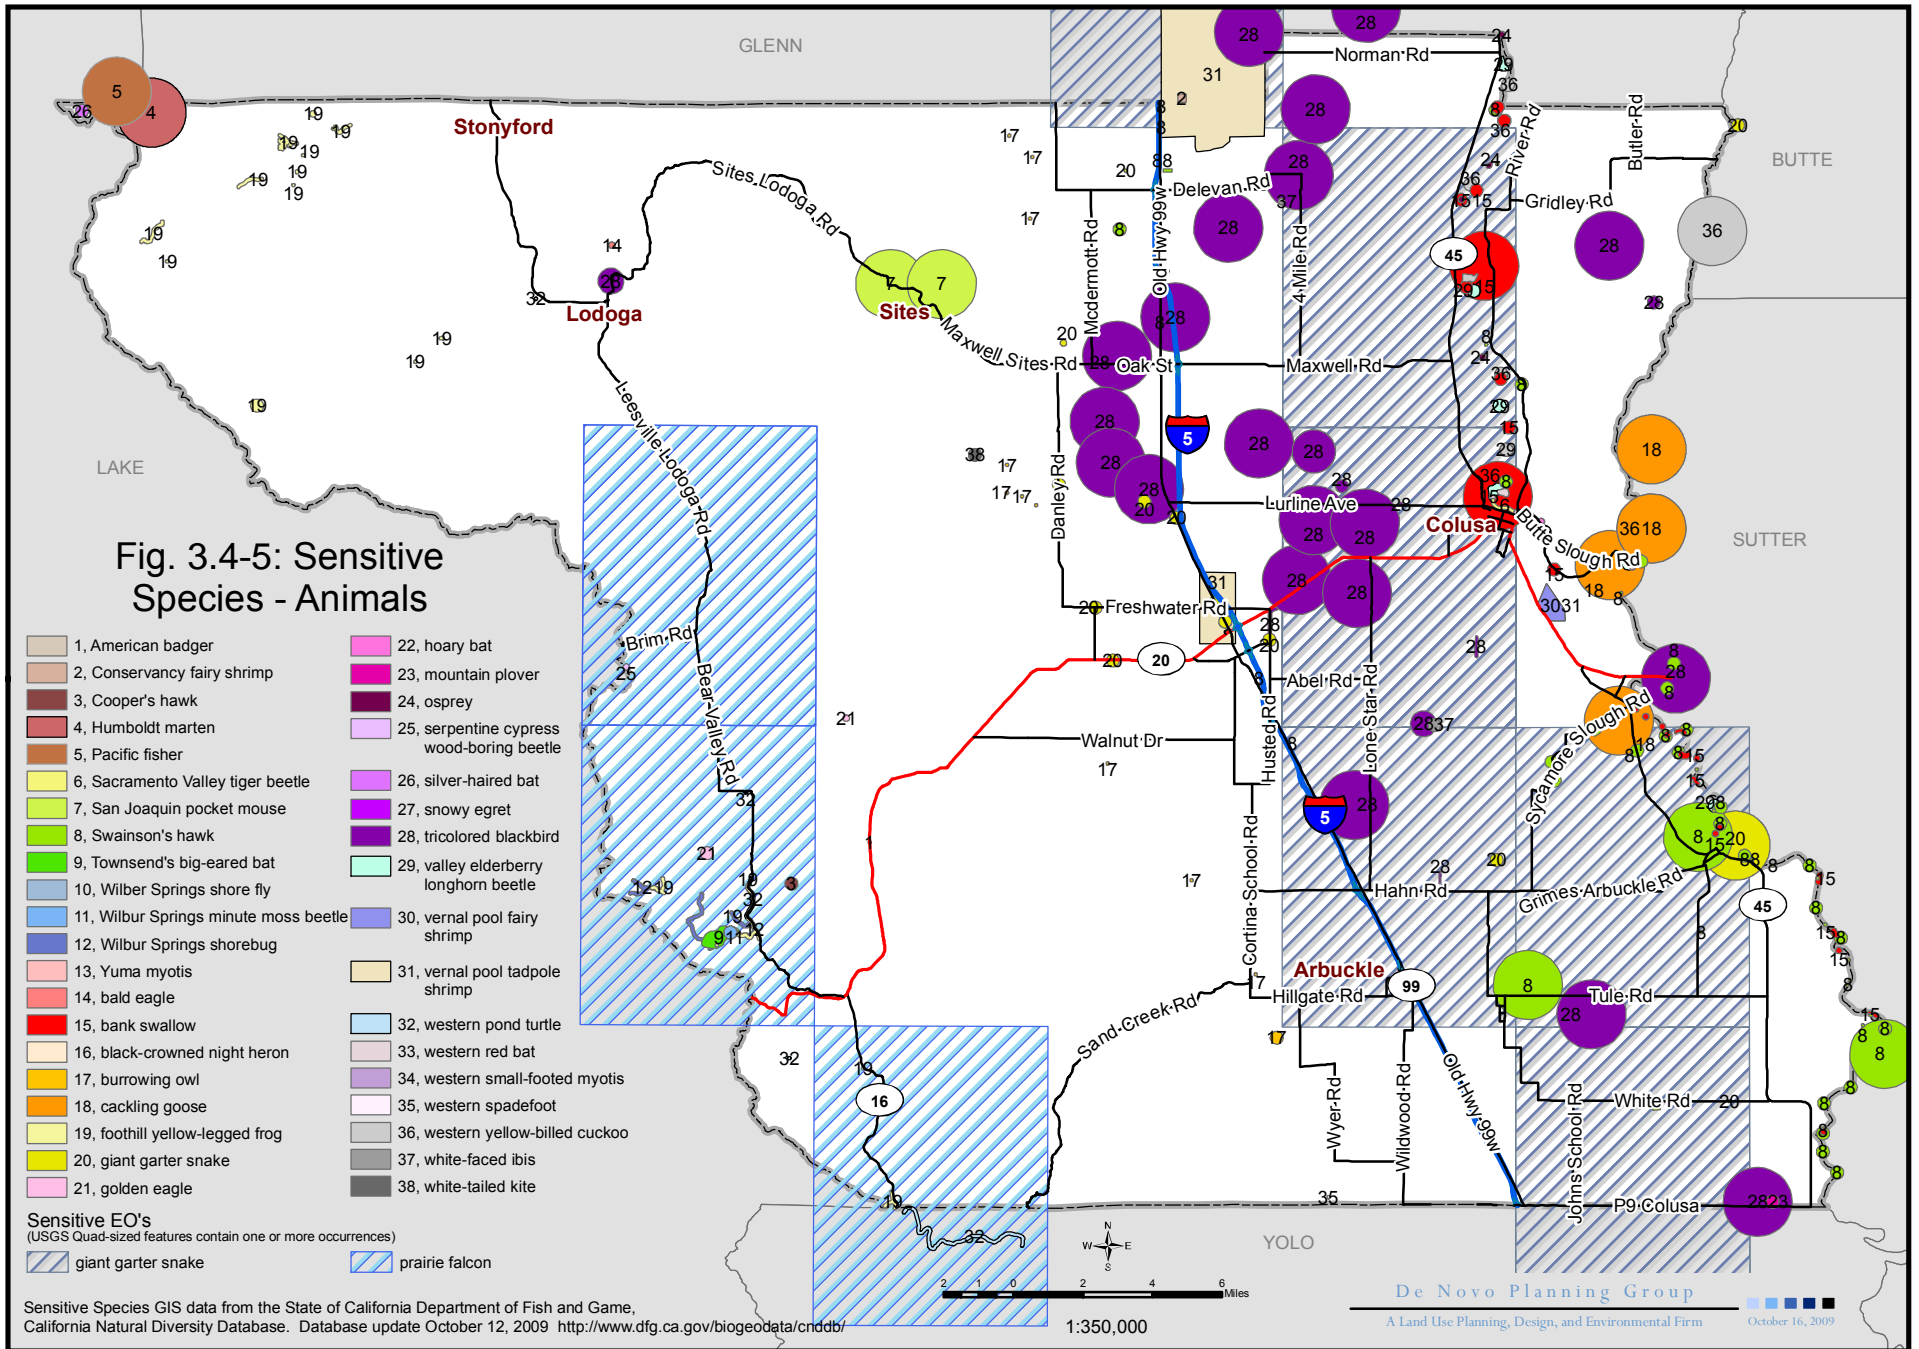 GLENN
LAKE
BUTTE
SUTTER
YOLO
Stonyford
Lodoga
Sites
Colusa
Arbuckle
Norman Rd
River Rd
Butler Rd
Gridley Rd
Delevan Rd
Sites Lodoga Rd
Mcdermott Rd
Old Hwy 99w
4 Mile Rd
Maxwell Sites Rd
Oak St
Maxwell Rd
Leesville Lodoga Rd
Danley Rd
Lurline Ave
Butte Slough Rd
Freshwater Rd
Brim Rd
Bear Valley Rd
Abel Rd
Walnut Dr
Husted Rd
Lone Star Rd
Sycamore Slough Rd
Cortina School Rd
Hahn Rd
Grimes Arbuckle Rd
Hillgate Rd
Tule Rd
Sand Creek Rd
Wyer Rd
Wildwood Rd
Old Hwy 99w
Johns School Rd
White Rd
P9 Colusa
5
5
20
45
45
99
16
Fig. 3.4-5: Sensitive
Species - Animals
1, American badger
2, Conservancy fairy shrimp
3, Cooper's hawk
4, Humboldt marten
5, Pacific fisher
6, Sacramento Valley tiger beetle
7, San Joaquin pocket mouse
8, Swainson's hawk
9, Townsend's big-eared bat
10, Wilber Springs shore fly
11, Wilbur Springs minute moss beetle
12, Wilbur Springs shorebug
13, Yuma myotis
14, bald eagle
15, bank swallow
16, black-crowned night heron
17, burrowing owl
18, cackling goose
19, foothill yellow-legged frog
20, giant garter snake
21, golden eagle
22, hoary bat
23, mountain plover
24, osprey
25, serpentine cypress
wood-boring beetle
26, silver-haired bat
27, snowy egret
28, tricolored blackbird
29, valley elderberry
longhorn beetle
30, vernal pool fairy
shrimp
31, vernal pool tadpole
shrimp
32, western pond turtle
33, western red bat
34, western small-footed myotis
35, western spadefoot
36, western yellow-billed cuckoo
37, white-faced ibis
38, white-tailed kite
Sensitive EO's
(USGS Quad-sized features contain one or more occurrences)
giant garter snake
prairie falcon
Sensitive Species GIS data from the State of California Department of Fish and Game,
California Natural Diversity Database. Database update October 12, 2009 http://www.dfg.ca.gov/biogeodata/cnddb/
N
W E
S
2 1 0 2 4 6
Miles
1:350,000
De Novo Planning Group
A Land Use Planning, Design, and Environmental Firm
October 16, 2009